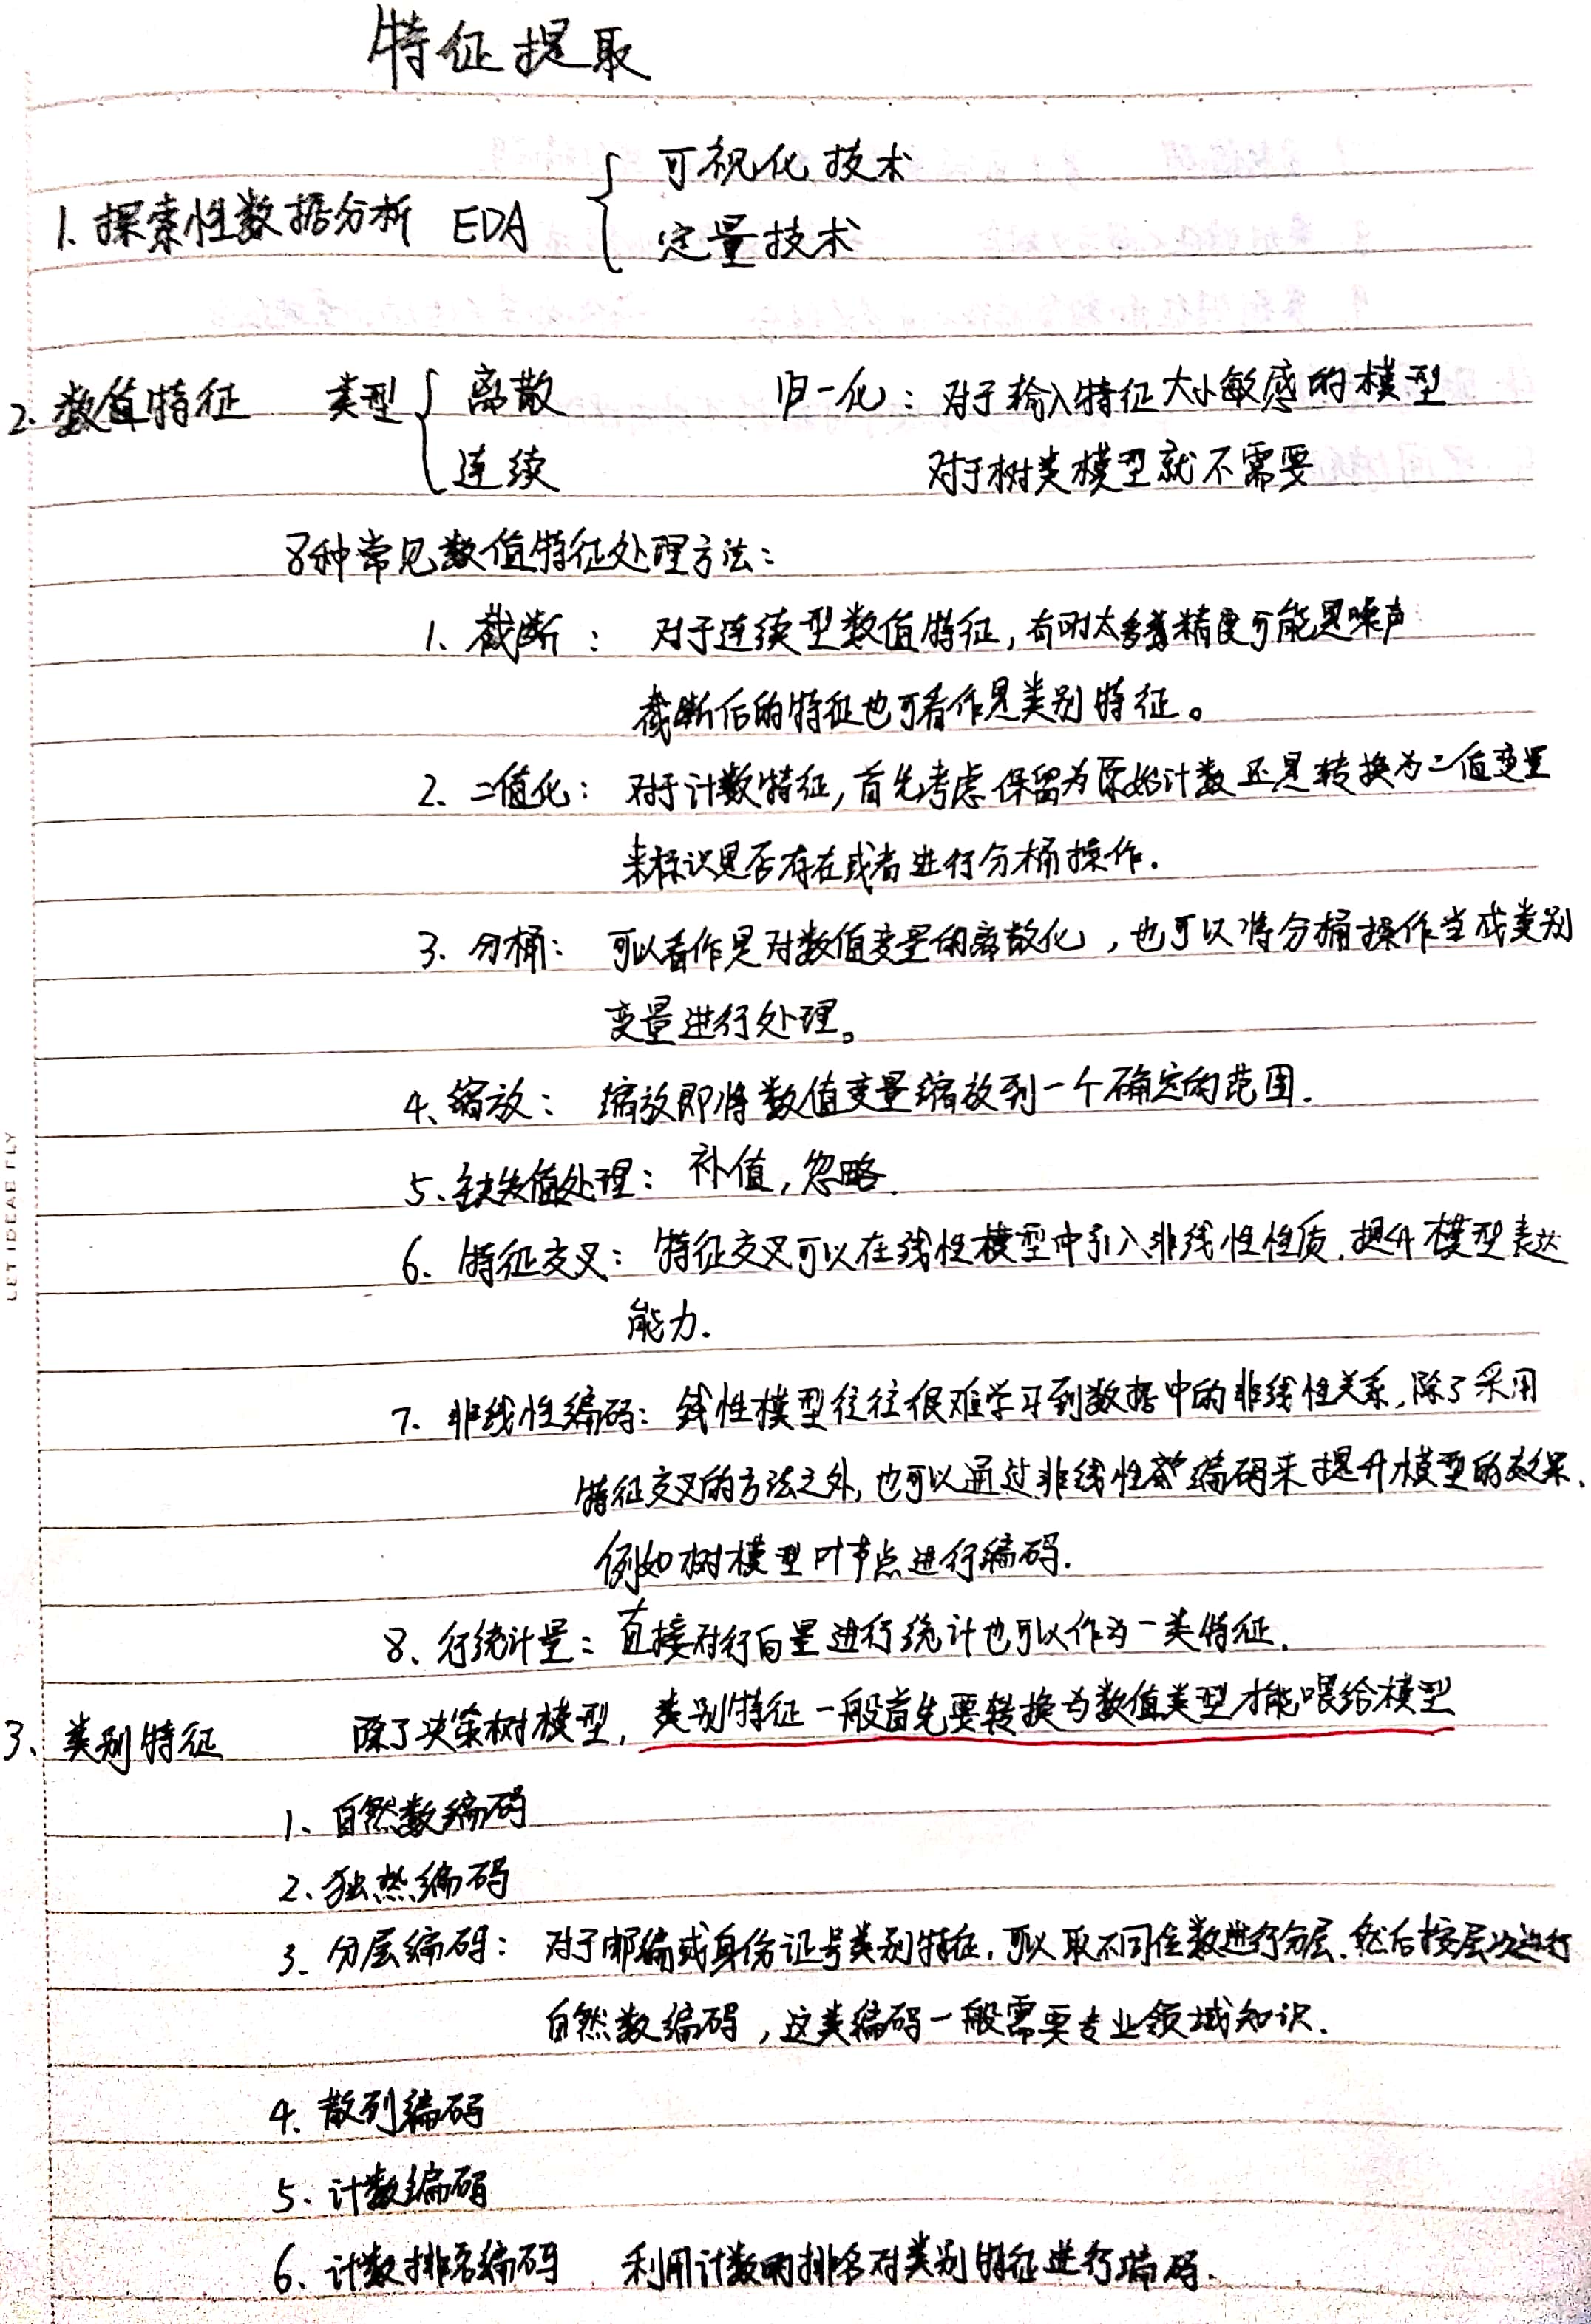 特征提取
可视化技术
1. 探索性数据分析 EDA
定量技术
2. 数值特征 类型 离散 归一化：对于输入特征大小敏感的模型
连续 对于树类模型就不需要
8种常见数值特征处理方法：
1. 截断： 对于连续型数值特征，有时太多精度可能是噪声
截断后的特征也可看作是类别特征。
2. 二值化： 对于计数特征，首先考虑保留为原始计数还是转换为二值变量
来标识是否存在或者进行分桶操作.
3. 分桶： 可以看作是对数值变量的离散化，也可以将分桶操作当成类别
变量进行处理。
4、缩放： 缩放即将数值变量缩放到一个确定的范围.
5、缺失值处理： 补值，忽略.
6、特征交叉： 特征交叉可以在线性模型中引入非线性性质，提升模型表达
能力.
7. 非线性编码： 线性模型往往很难学习到数据中的非线性关系，除了采用
特征交叉的方法之外，也可以通过非线性编码来提升模型的效果.
例如树模型叶节点进行编码.
8、行统计量： 直接对行向量进行统计也可以作为一类特征.
3、类别特征 除了决策树模型，类别特征一般首先要转换为数值类型才能喂给模型
1、自然数编码
2、独热编码
3. 分层编码： 对于邮编或身份证号类别特征，可以取不同位数进行分层，然后按层次进行
自然数编码，这类编码一般需要专业领域知识.
4. 散列编码
5. 计数编码
6、计数排名编码 利用计数的排名对类别特征进行编码.
LET IDEAE FLY